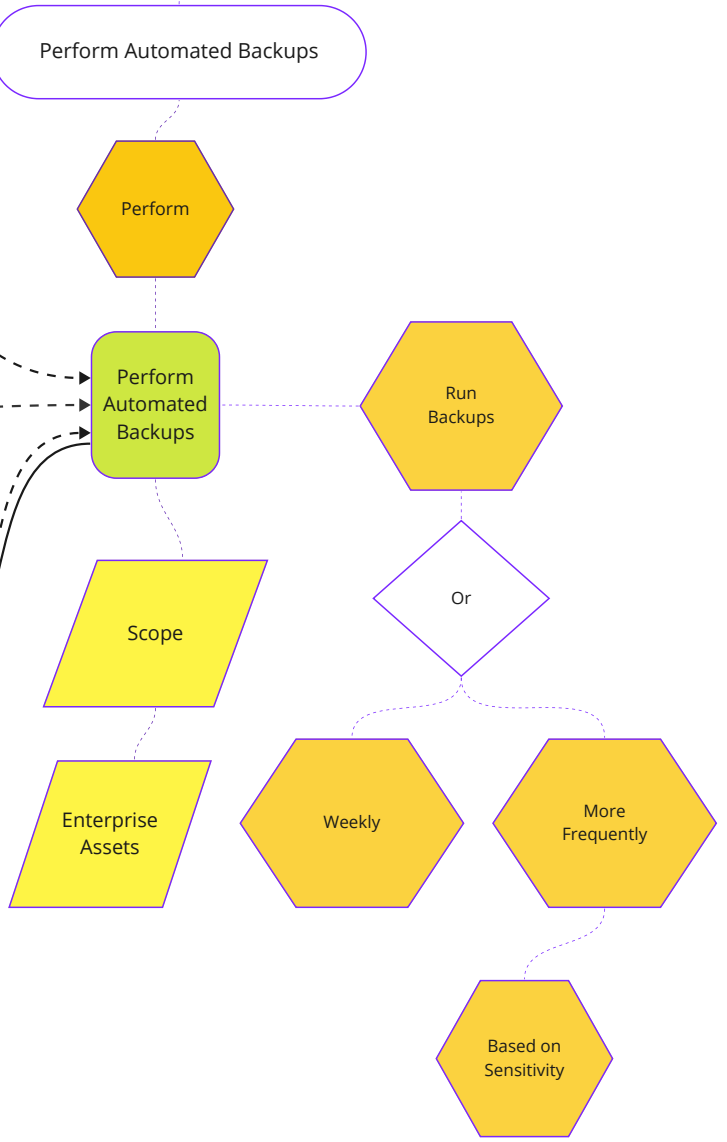 Perform Automated Backups
Perform
Perform
Automated
Backups
Run
Backups
Or
Scope
Enterprise
Assets
Weekly
More
Frequently
Based on
Sensitivity